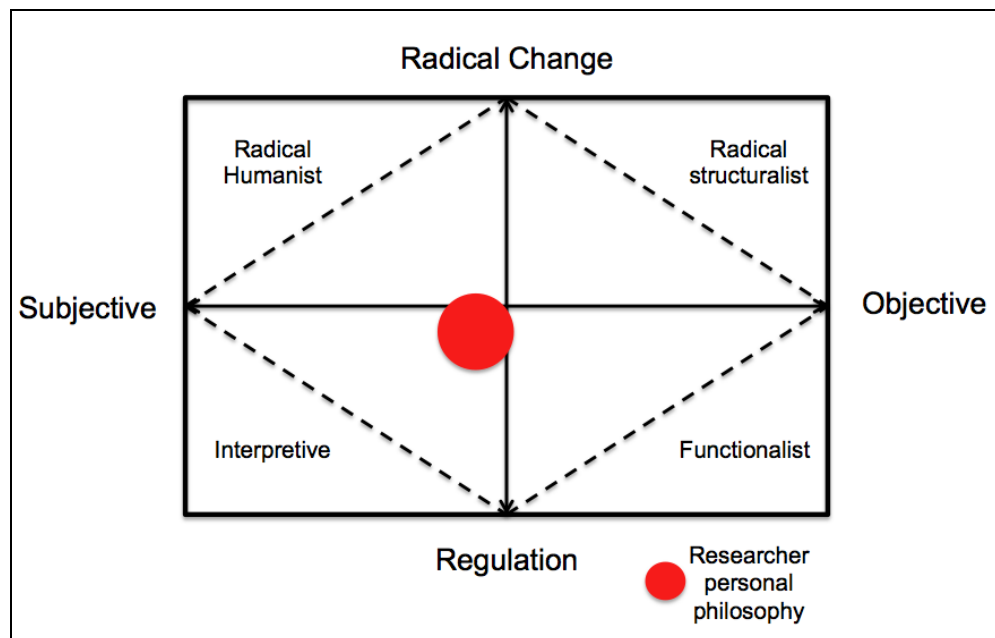 Radical Change
Radical
Humanist
Radical
structuralist
Subjective
Objective
Interpretive
Functionalist
Regulation
Researcher
personal
philosophy